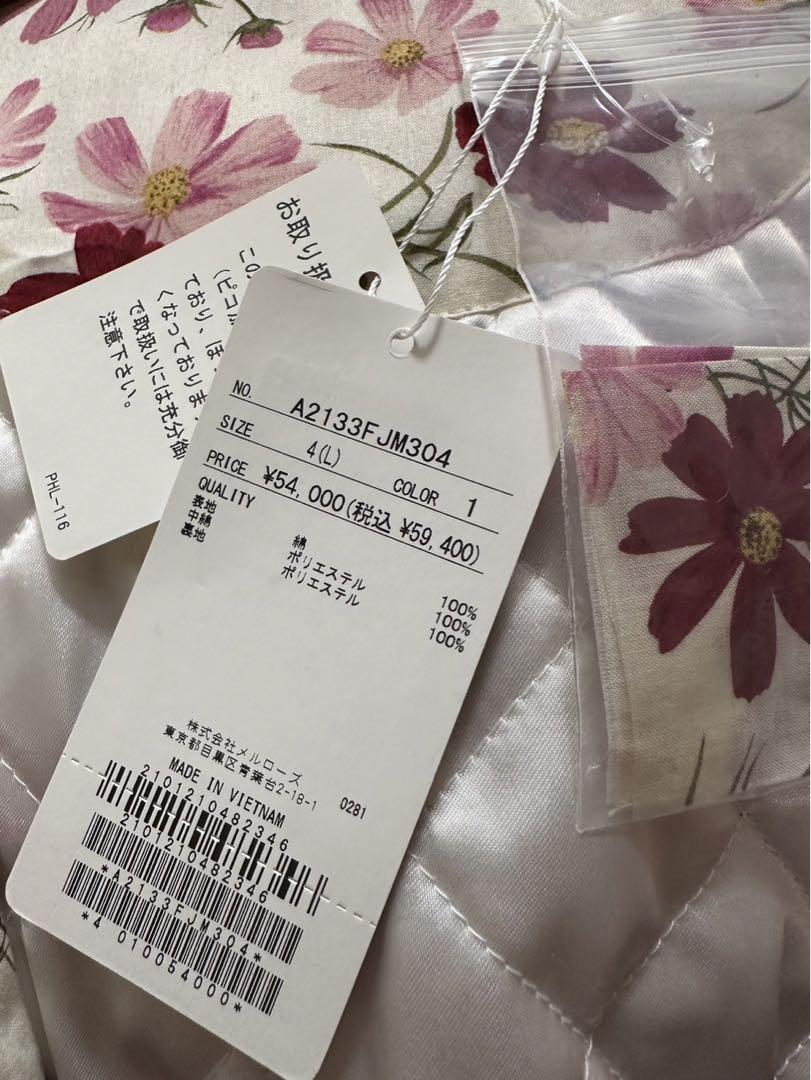 お取り扱
この
(ピコ
ており、ほ
くなっておりま
で取扱いには充分御
注意下さい。
PHL-116
NO. A2133FJM304
SIZE 4(L) COLOR 1
PRICE ¥54,000(税込 ¥59,400)
QUALITY
表地 綿 100%
中綿 ポリエステル 100%
裏地 ポリエステル 100%
株式会社メルローズ
東京都目黒区青葉台2-18-1 0281
MADE IN VIETNAM
2101210482346
2101210482346
*A2133FJM304*
*4 010054000*